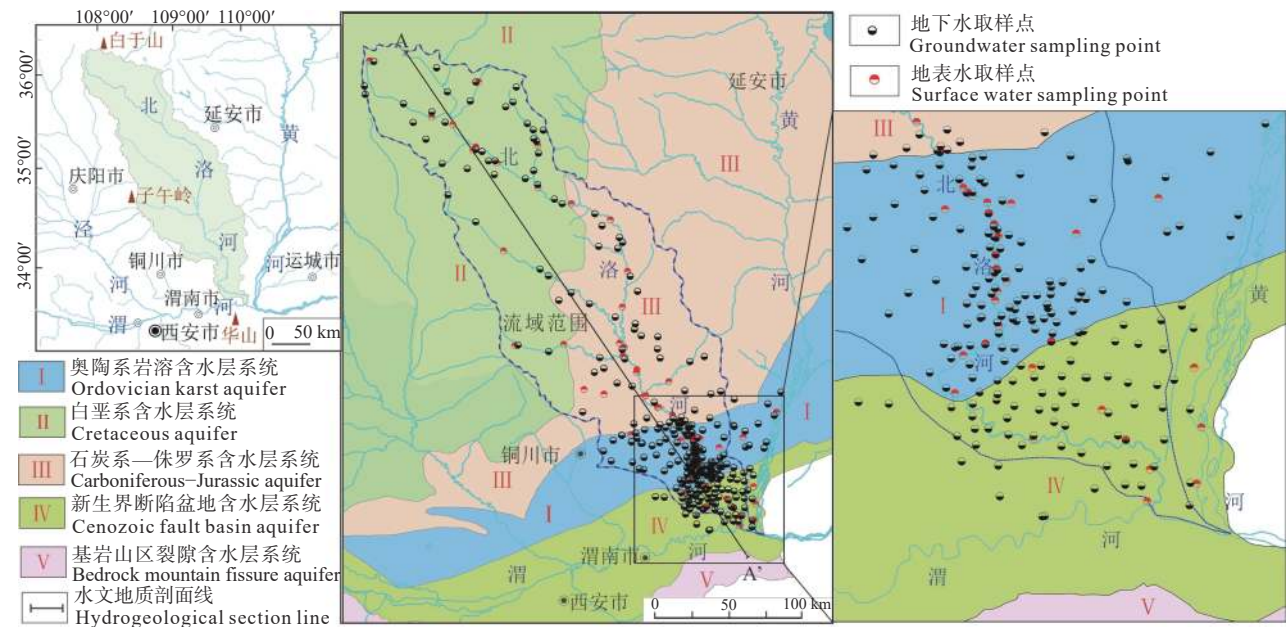 108°00′ 109°00′ 110°00′
36°00′
35°00′
34°00′
白于山
北
延安市
黄
洛
庆阳市
子午岭
泾
河
铜川市
河
河
运城市
渭南市
渭
河
西安市
华山
0 50 km
I
奥陶系岩溶含水层系统
Ordovician karst aquifer
II
白垩系含水层系统
Cretaceous aquifer
III
石炭系—侏罗系含水层系统
Carboniferous−Jurassic aquifer
IV
新生界断陷盆地含水层系统
Cenozoic fault basin aquifer
V
基岩山区裂隙含水层系统
Bedrock mountain fissure aquifer
水文地质剖面线
Hydrogeological section line
A
II
延安市
黄
北
III
II
洛
河
III
流域范围
河
I
铜川市
III
I
IV
渭南市
河
渭
V
A'
西安市
0 50 100 km
地下水取样点
Groundwater sampling point
地表水取样点
Surface water sampling point
III
北
洛
I
黄
河
IV
河
河
渭
V